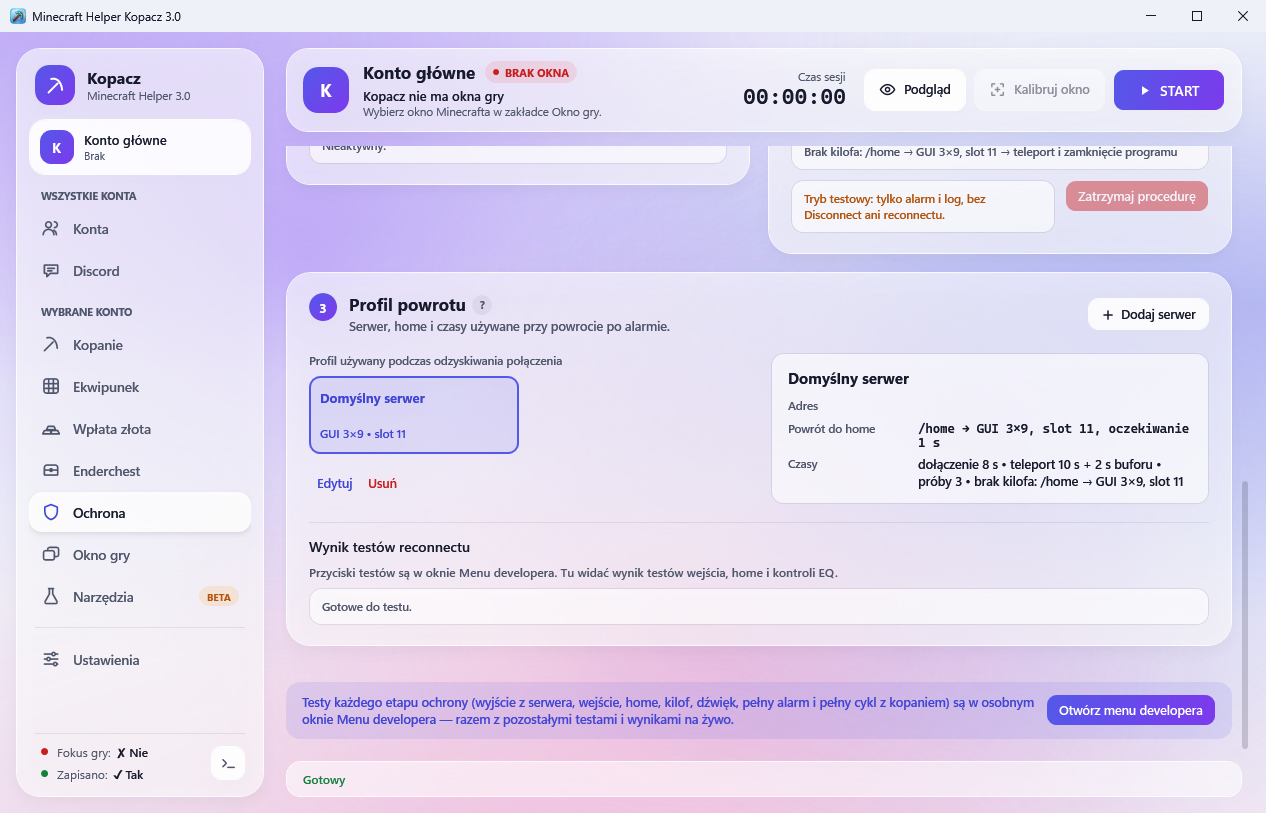 Minecraft Helper Kopacz 3.0
Kopacz
Minecraft Helper 3.0
K
Konto główne
Brak
WSZYSTKIE KONTA
Konta
Discord
WYBRANE KONTO
Kopanie
Ekwipunek
Wpłata złota
Enderchest
Ochrona
Okno gry
Narzędzia
BETA
Ustawienia
Fokus gry: ✗ Nie
Zapisano: ✓ Tak
K
Konto główne
BRAK OKNA
Kopacz nie ma okna gry
Wybierz okno Minecrafta w zakładce Okno gry.
Czas sesji
00:00:00
Podgląd
Kalibruj okno
START
Nieaktywny.
Brak kilofa: /home → GUI 3×9, slot 11 → teleport i zamknięcie programu
Tryb testowy: tylko alarm i log, bez
Disconnect ani reconnectu.
Zatrzymaj procedurę
3
Profil powrotu ?
Serwer, home i czasy używane przy powrocie po alarmie.
+ Dodaj serwer
Profil używany podczas odzyskiwania połączenia
Domyślny serwer
GUI 3×9 • slot 11
Edytuj Usuń
Domyślny serwer
Adres
Powrót do home
/home → GUI 3×9, slot 11, oczekiwanie
1 s
Czasy
dołączenie 8 s • teleport 10 s + 2 s buforu •
próby 3 • brak kilofa: /home → GUI 3×9, slot 11
Wynik testów reconnectu
Przyciski testów są w oknie Menu developera. Tu widać wynik testów wejścia, home i kontroli EQ.
Gotowe do testu.
Testy każdego etapu ochrony (wyjście z serwera, wejście, home, kilof, dźwięk, pełny alarm i pełny cykl z kopaniem) są w osobnym
oknie Menu developera — razem z pozostałymi testami i wynikami na żywo.
Otwórz menu developera
Gotowy